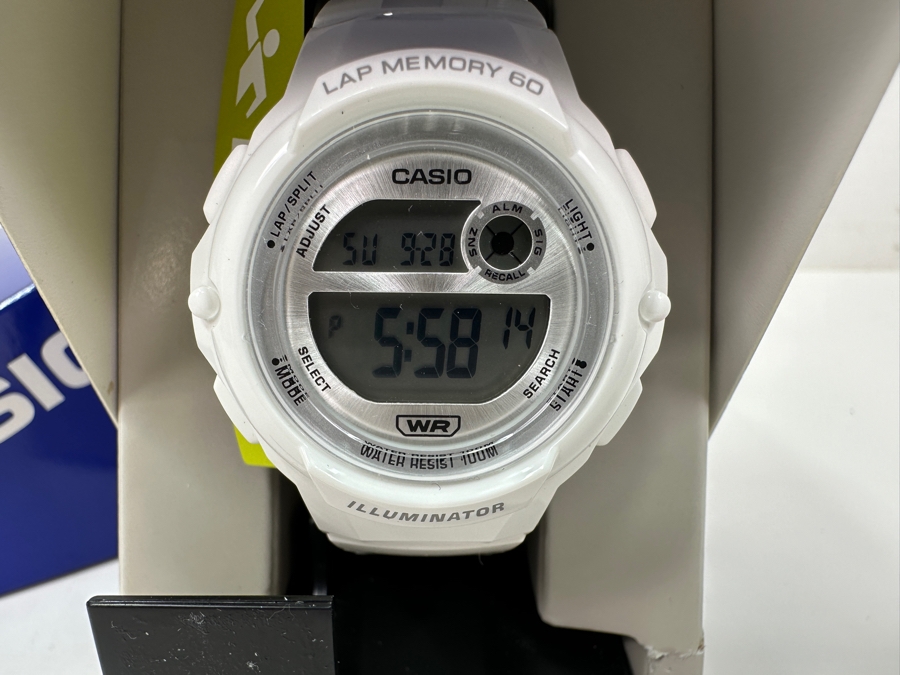 LAP MEMORY 60
CASIO
LAP/SPLIT
ADJUST
LIGHT
ALM
SIG
SNZ
RECALL
SU 9-28
P 5:58 14
MODE
SELECT
SEARCH
START
WR
WATER RESIST 100M
ILLUMINATOR
SIO